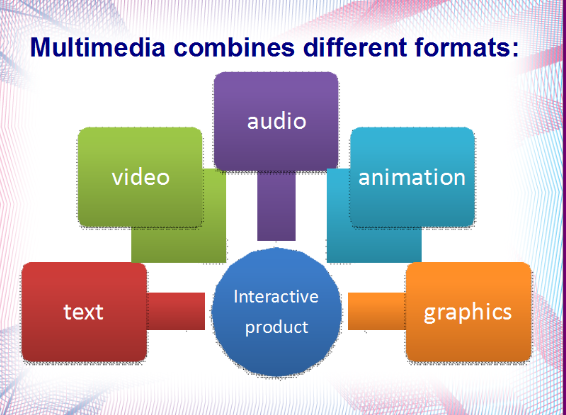 Multimedia combines different formats:
audio
video
animation
text
Interactive
product
graphics